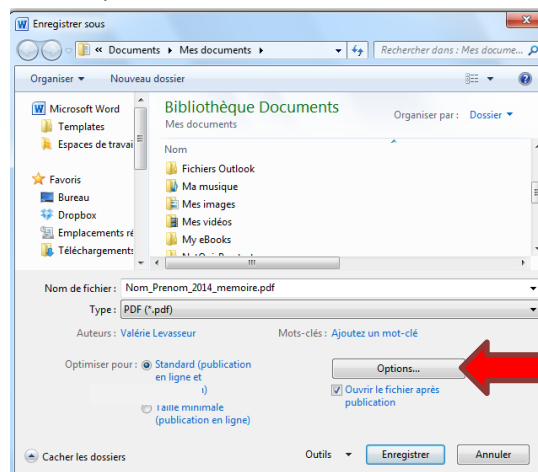 Enregistrer sous
« Documents Mes documents Rechercher dans : Mes docume...
Organiser Nouveau dossier
Microsoft Word
Templates
Espaces de travai
Favoris
Bureau
Dropbox
Emplacements ré
Téléchargements
Bibliothèque Documents
Mes documents
Organiser par : Dossier
Nom
Fichiers Outlook
Ma musique
Mes images
Mes vidéos
My eBooks
Nom de fichier : Nom_Prenom_2014_memoire.pdf
Type : PDF (*.pdf)
Auteurs : Valérie Levasseur Mots-clés : Ajoutez un mot-clé
Optimiser pour : Standard (publication
en ligne et
)
Taille minimale
(publication en ligne)
Options...
Ouvrir le fichier après
publication
Cacher les dossiers Outils Enregistrer Annuler